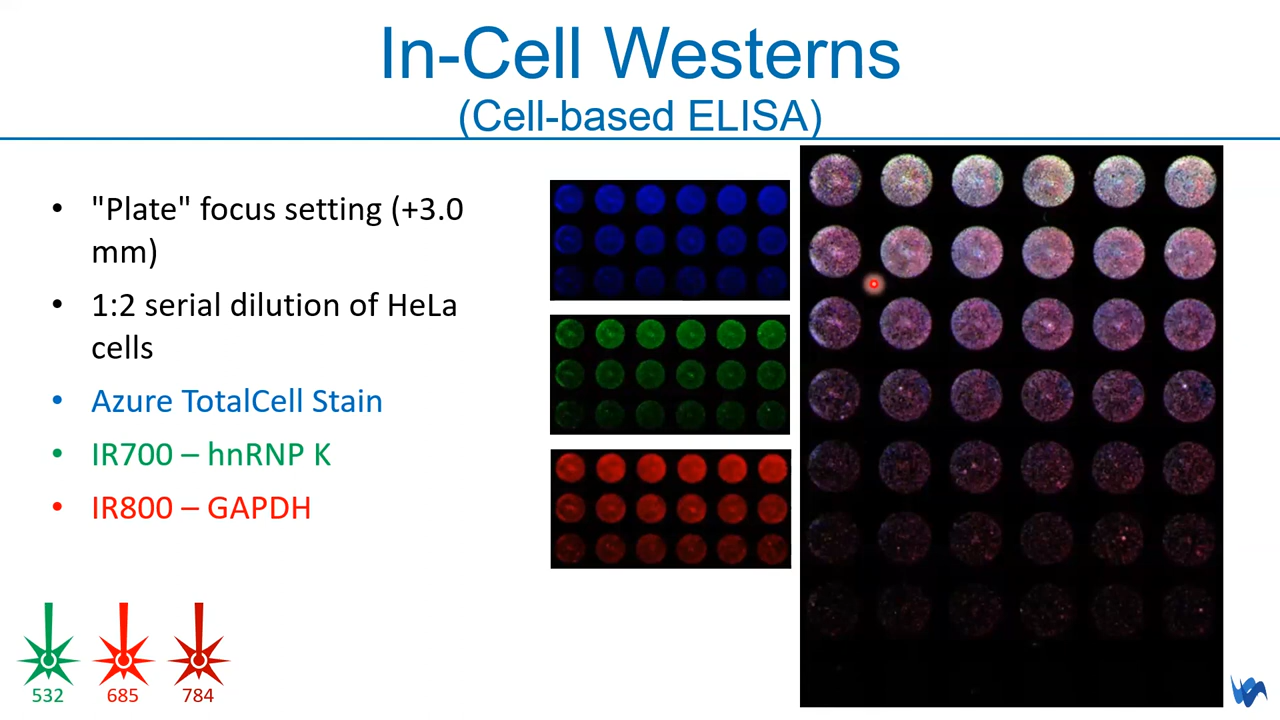 In-Cell Westerns
(Cell-based ELISA)
• "Plate" focus setting (+3.0
mm)
• 1:2 serial dilution of HeLa
cells
• Azure TotalCell Stain
• IR700 – hnRNP K
• IR800 – GAPDH
532 685 784